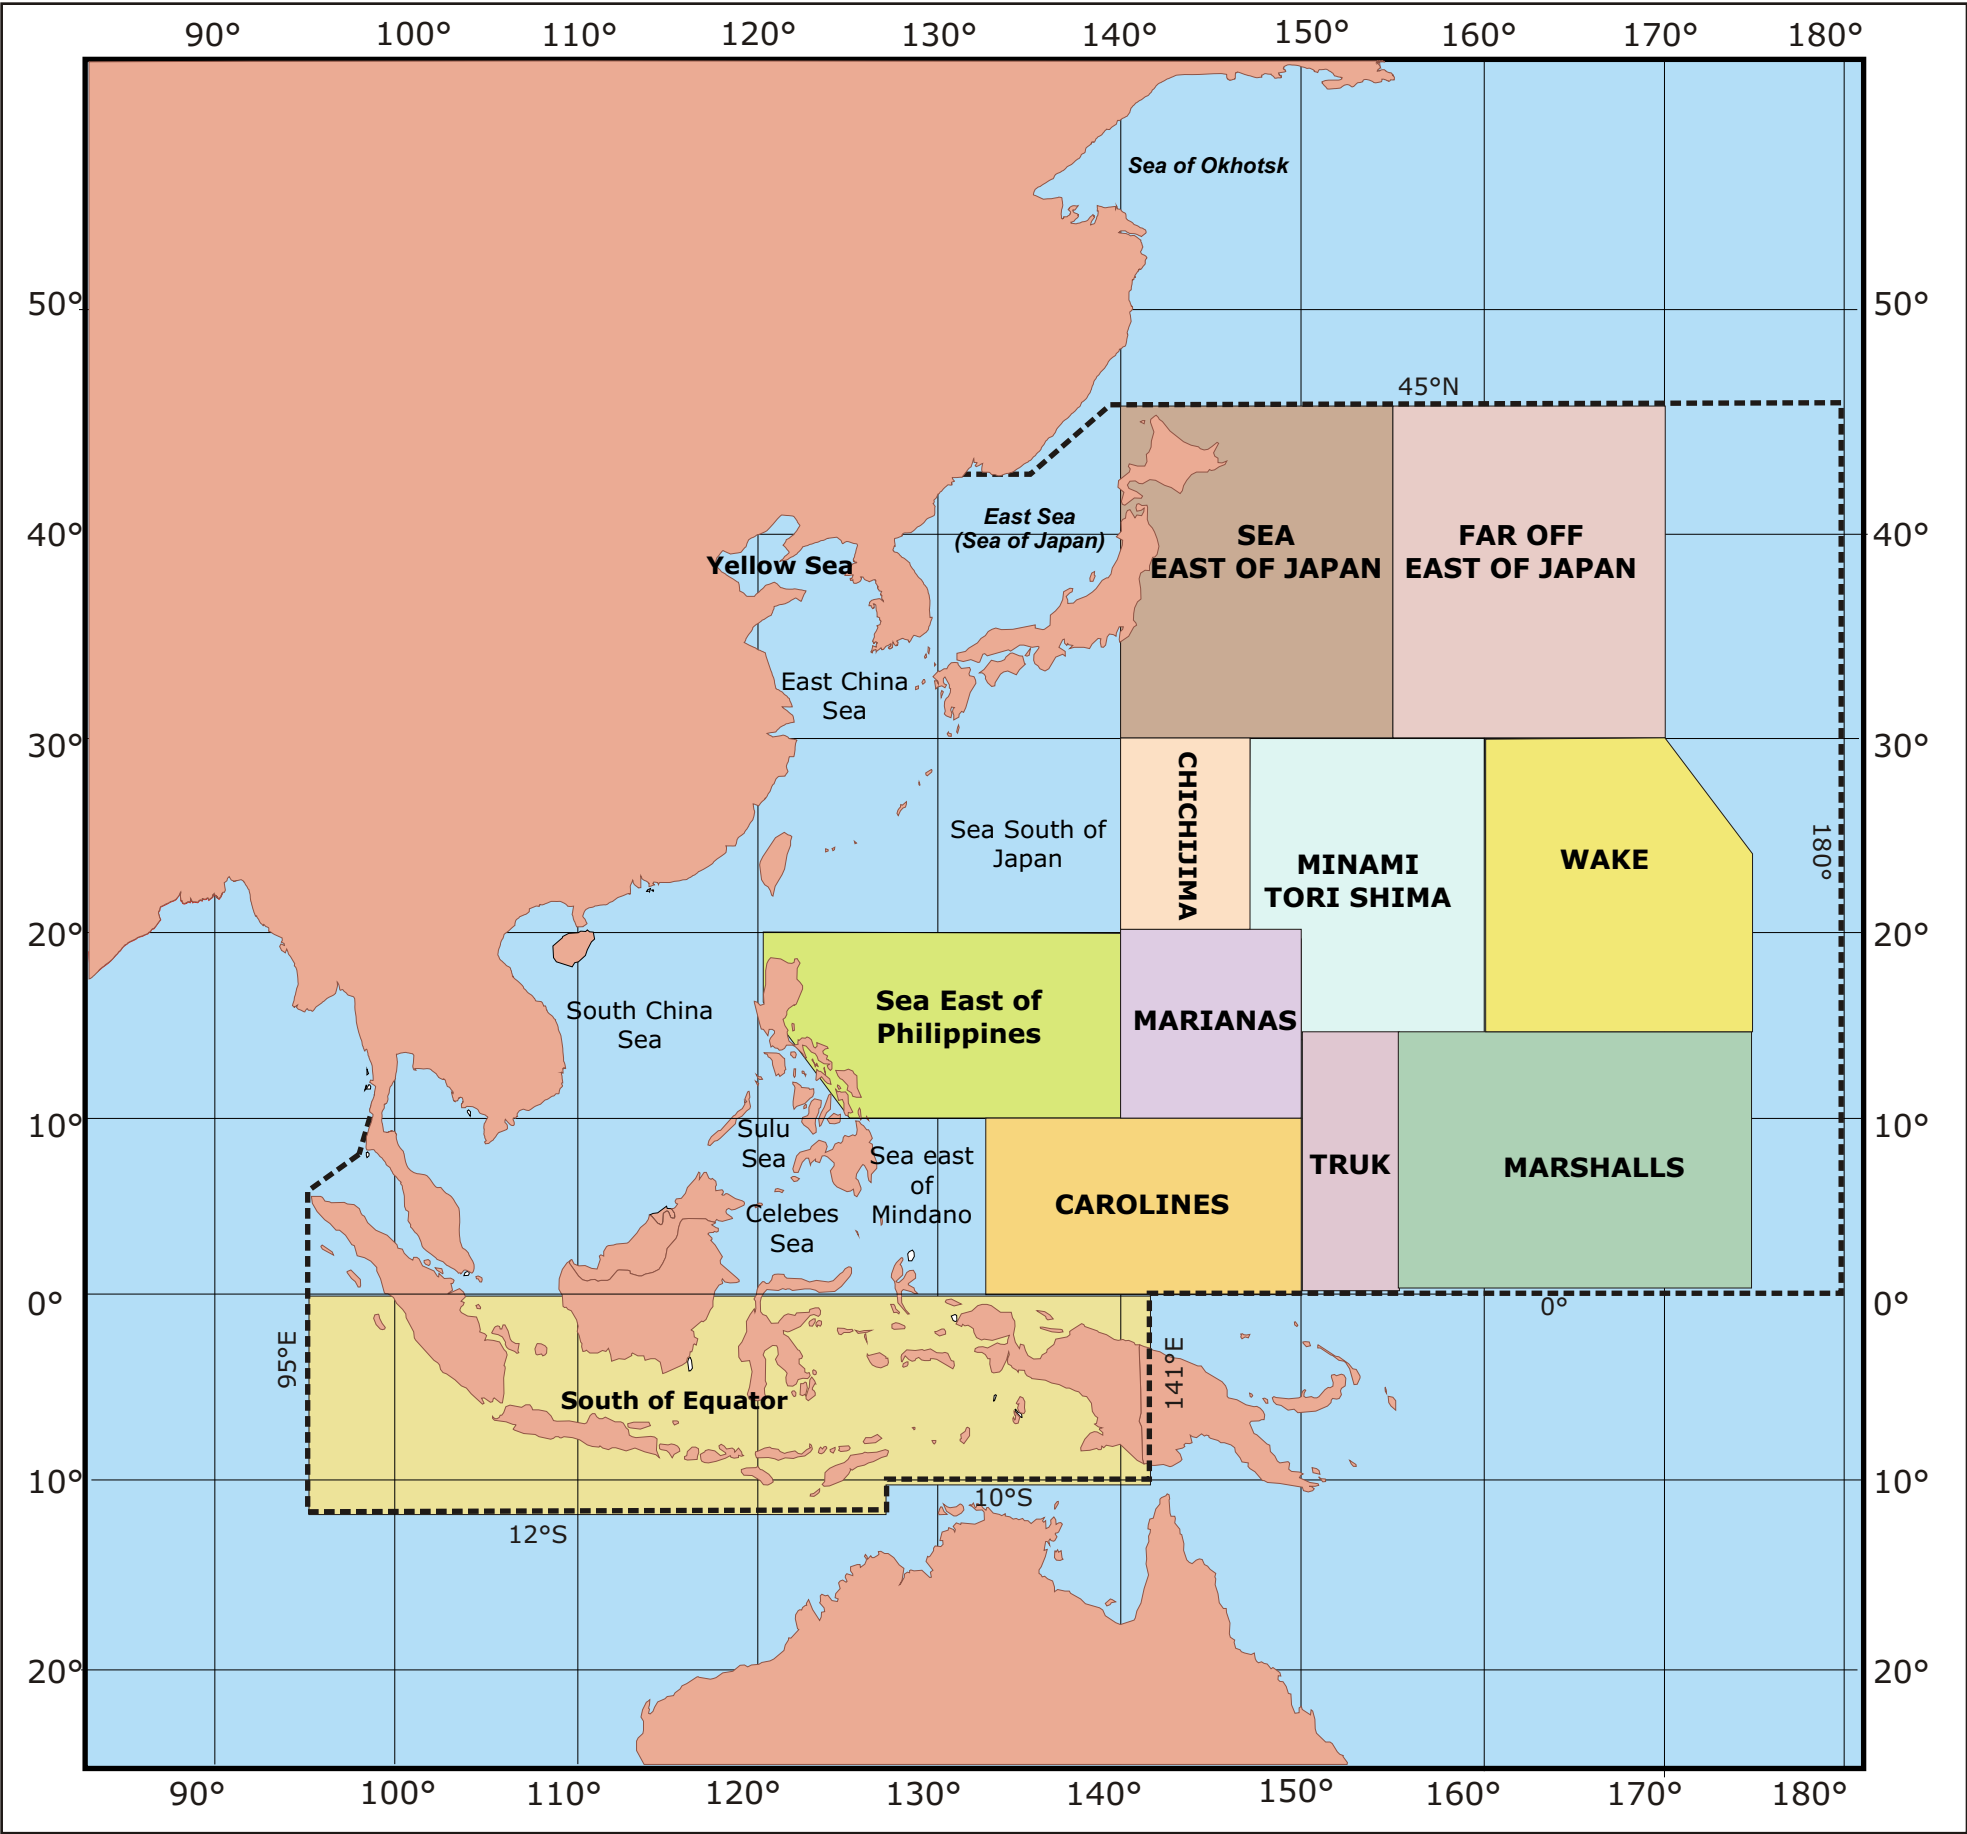 90° 100° 110° 120° 130° 140° 150° 160° 170° 180°
Sea of Okhotsk
50° 50°
45°N
East Sea
(Sea of Japan)
40° 40°
SEA
EAST OF JAPAN
FAR OFF
EAST OF JAPAN
Yellow Sea
East China
Sea
30° 30°
Sea South of
Japan
CHICHIJIMA
MINAMI
TORI SHIMA
WAKE
180°
20° 20°
South China
Sea
Sea East of
Philippines
MARIANAS
10° 10°
Sulu
Sea
Sea east
of
Mindano
Celebes
Sea
CAROLINES
TRUK
MARSHALLS
0° 0°
0°
95°E
141°E
South of Equator
10° 10°
10°S
12°S
20° 20°
90° 100° 110° 120° 130° 140° 150° 160° 170° 180°